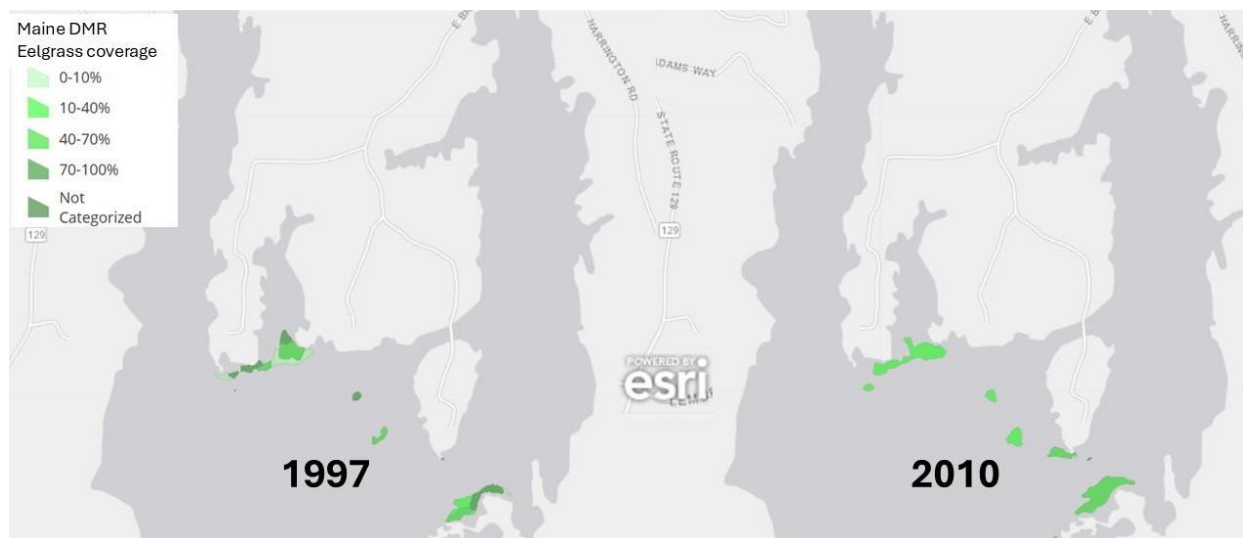 Maine DMR
Eelgrass coverage
0-10%
10-40%
40-70%
70-100%
Not
Categorized
129
HARRINGTON RD
ADAMS WAY
STATE ROUTE 129
129
POWERED BY
esri
1997
2010